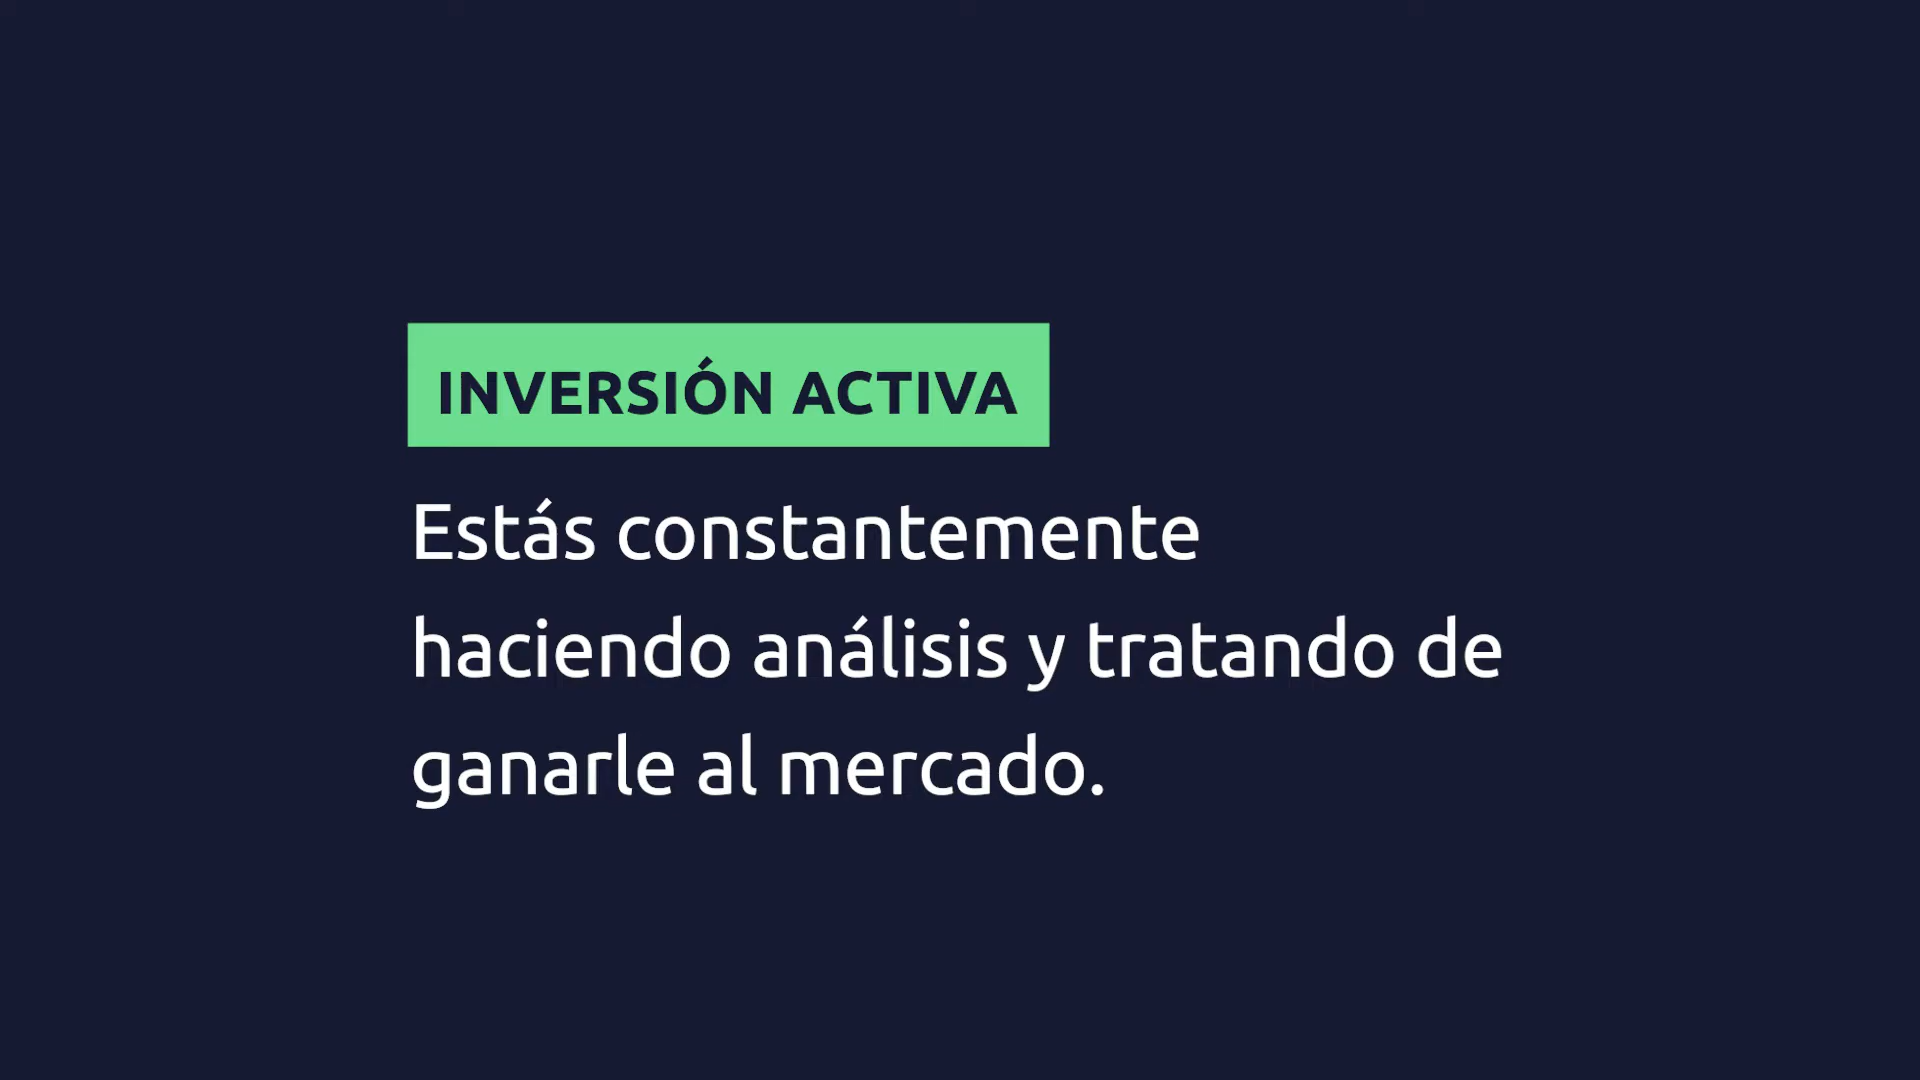 INVERSIÓN ACTIVA
Estás constantemente
haciendo análisis y tratando de
ganarle al mercado.